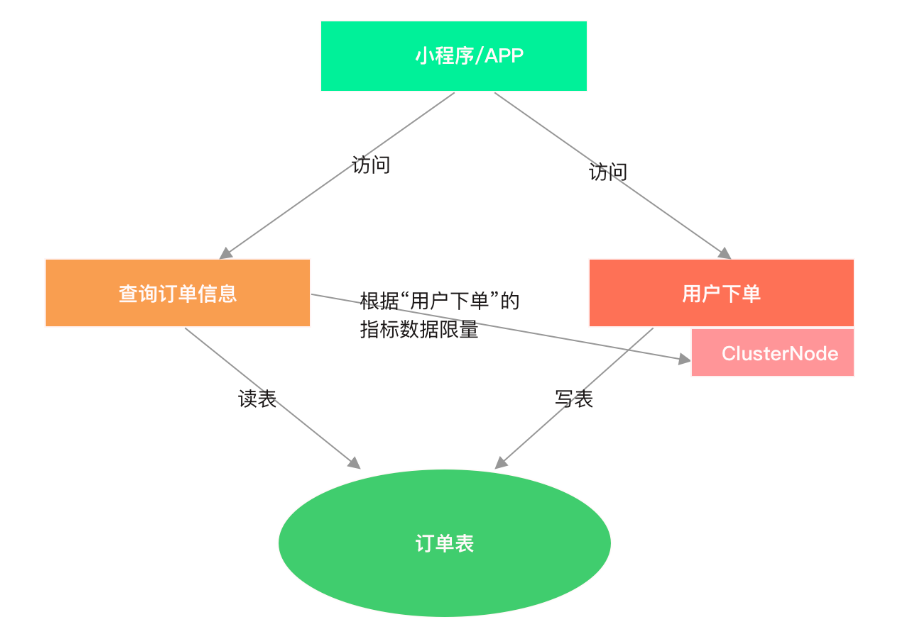 小程序/APP
访问
访问
查询订单信息
根据“用户下单”的
指标数据限量
用户下单
ClusterNode
读表
写表
订单表